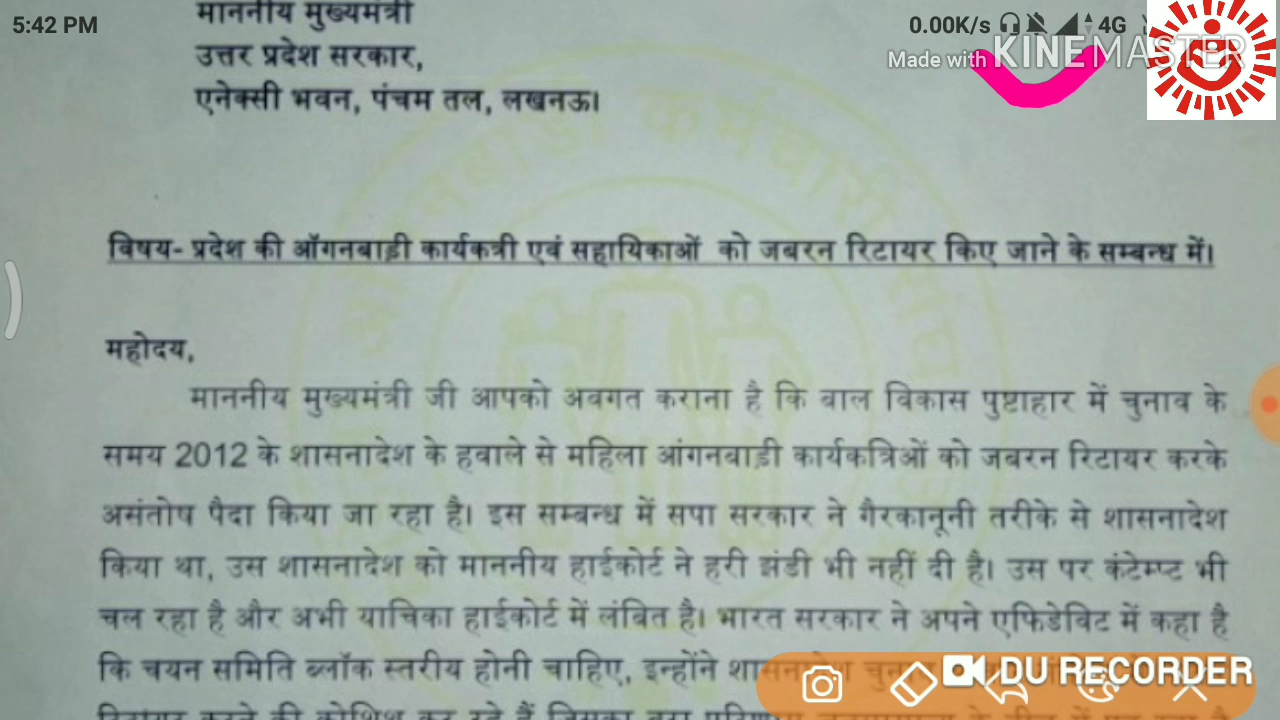 5:42 PM
0.00K/s 4G
Made with KINEMASTER
माननीय मुख्यमंत्री
उत्तर प्रदेश सरकार,
एनेक्सी भवन, पंचम तल, लखनऊ।
विषय- प्रदेश की ऑगनबाड़ी कार्यकत्री एवं सहायिकाओं को जबरन रिटायर किए जाने के सम्बन्ध में।
महोदय,
माननीय मुख्यमंत्री जी आपको अवगत कराना है कि बाल विकास पुष्टाहार में चुनाव के
समय 2012 के शासनादेश के हवाले से महिला आंगनबाड़ी कार्यकत्रिओं को जबरन रिटायर करके
असंतोष पैदा किया जा रहा है। इस सम्बन्ध में सपा सरकार ने गैरकानूनी तरीके से शासनादेश
किया था, उस शासनादेश को माननीय हाईकोर्ट ने हरी झंडी भी नहीं दी है। उस पर कंटेम्प्ट भी
चल रहा है और अभी याचिका हाईकोर्ट में लंबित है। भारत सरकार ने अपने एफिडेविट में कहा है
कि चयन समिति ब्लॉक स्तरीय होनी चाहिए, इन्होंने
DU RECORDER